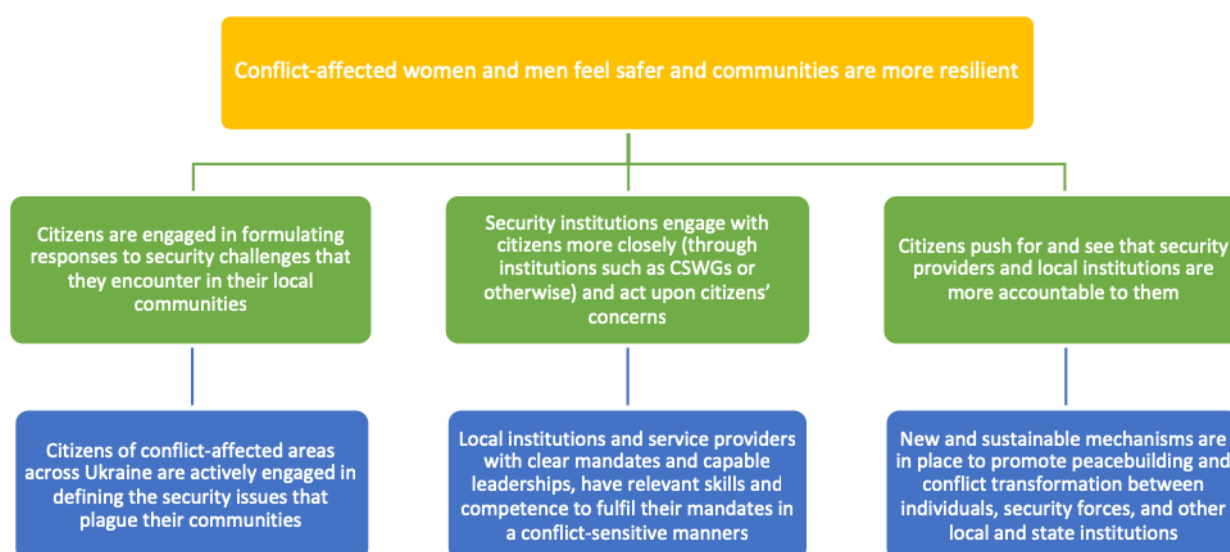 Conflict-affected women and men feel safer and communities are more resilient
Citizens are engaged in formulating
responses to security challenges that
they encounter in their local
communities
Security institutions engage with
citizens more closely (through
institutions such as CSWGs or
otherwise) and act upon citizens’
concerns
Citizens push for and see that security
providers and local institutions are
more accountable to them
Citizens of conflict-affected areas
across Ukraine are actively engaged in
defining the security issues that
plague their communities
Local institutions and service providers
with clear mandates and capable
leaderships, have relevant skills and
competence to fulfil their mandates in
a conflict-sensitive manners
New and sustainable mechanisms are
in place to promote peacebuilding and
conflict transformation between
individuals, security forces, and other
local and state institutions